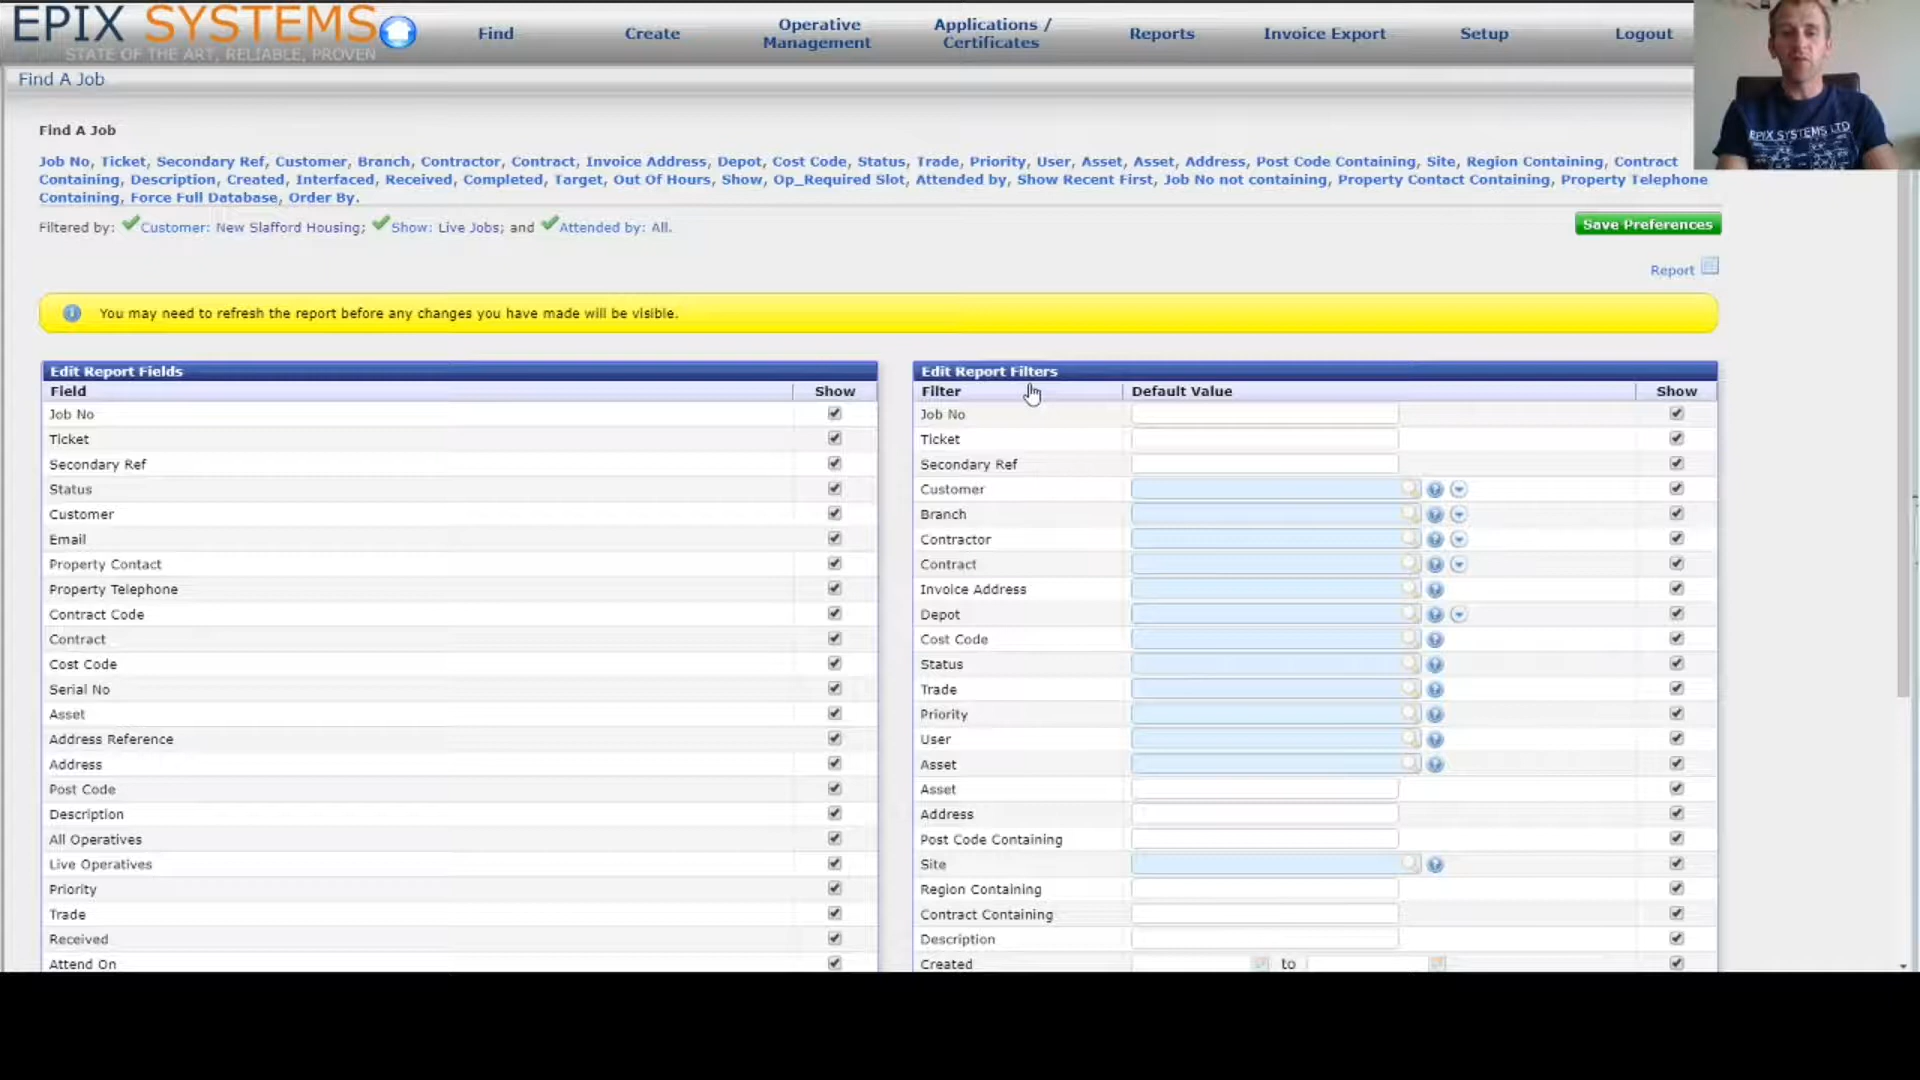 EPIX SYSTEMS
STATE OF THE ART, RELIABLE, PROVEN
Find
Create
Operative
Management
Applications /
Certificates
Reports
Invoice Export
Setup
Logout
EPIX SYSTEMS LTD
Find A Job
Find A Job
Job No, Ticket, Secondary Ref, Customer, Branch, Contractor, Contract, Invoice Address, Depot, Cost Code, Status, Trade, Priority, User, Asset, Asset, Address, Post Code Containing, Site, Region Containing, Contract
Containing, Description, Created, Interfaced, Received, Completed, Target, Out Of Hours, Show, Op_Required Slot, Attended by, Show Recent First, Job No not containing, Property Contact Containing, Property Telephone
Containing, Force Full Database, Order By.
Filtered by: Customer: New Slafford Housing; Show: Live Jobs; and Attended by: All.
Save Preferences
Report
You may need to refresh the report before any changes you have made will be visible.
Edit Report Fields
Field Show
Job No
Ticket
Secondary Ref
Status
Customer
Email
Property Contact
Property Telephone
Contract Code
Contract
Cost Code
Serial No
Asset
Address Reference
Address
Post Code
Description
All Operatives
Live Operatives
Priority
Trade
Received
Attend On
Edit Report Filters
Filter Default Value Show
Job No
Ticket
Secondary Ref
Customer
Branch
Contractor
Contract
Invoice Address
Depot
Cost Code
Status
Trade
Priority
User
Asset
Asset
Address
Post Code Containing
Site
Region Containing
Contract Containing
Description
Created to